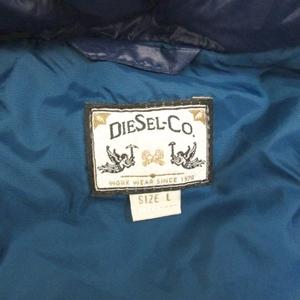 DIESEL-CO.
WORK WEAR SINCE 1978
SIZE L